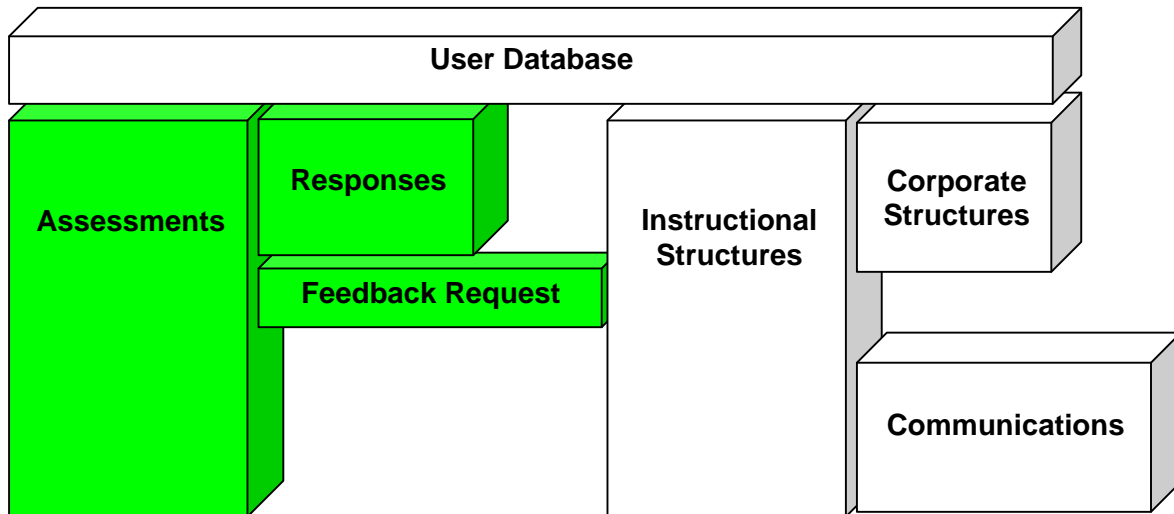 User Database
Assessments
Responses
Feedback Request
Instructional
Structures
Corporate
Structures
Communications